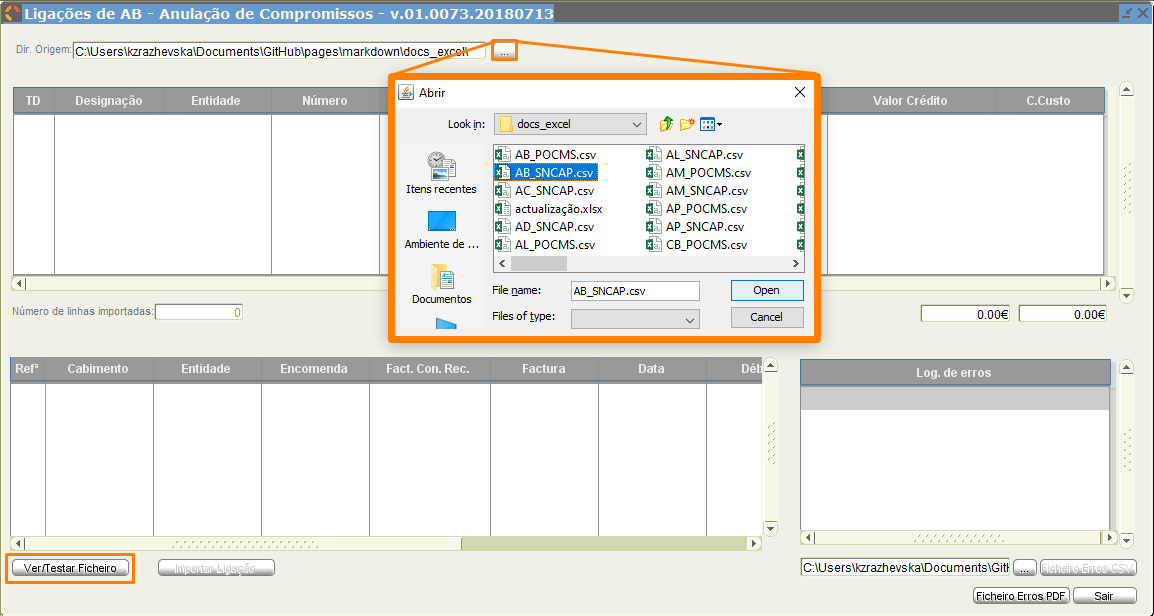 Ligações de AB - Anulação de Compromissos - v.01.0073.20180713
Dir. Origem: C:\Users\kzrazhevska\Documents\GitHub\pages\markdown\docs_excel\ ...
TD Designação Entidade Número Valor Crédito C.Custo
Abrir
Look in: docs_excel
Itens recentes
Ambiente de ...
Documentos
AB_POCMS.csv AL_SNCAP.csv
AB_SNCAP.csv AM_POCMS.csv
AC_SNCAP.csv AM_SNCAP.csv
actualização.xlsx AP_POCMS.csv
AD_SNCAP.csv AP_SNCAP.csv
AL_POCMS.csv CB_POCMS.csv
File name: AB_SNCAP.csv Open
Files of type: Cancel
Número de linhas importadas: 0 0.00€ 0.00€
Refª Cabimento Entidade Encomenda Fact. Con. Rec. Factura Data Déb
Log. de erros
Ver/Testar Ficheiro Importar Ligação C:\Users\kzrazhevska\Documents\Git ... Ficheiro Erros CSV
Ficheiro Erros PDF Sair